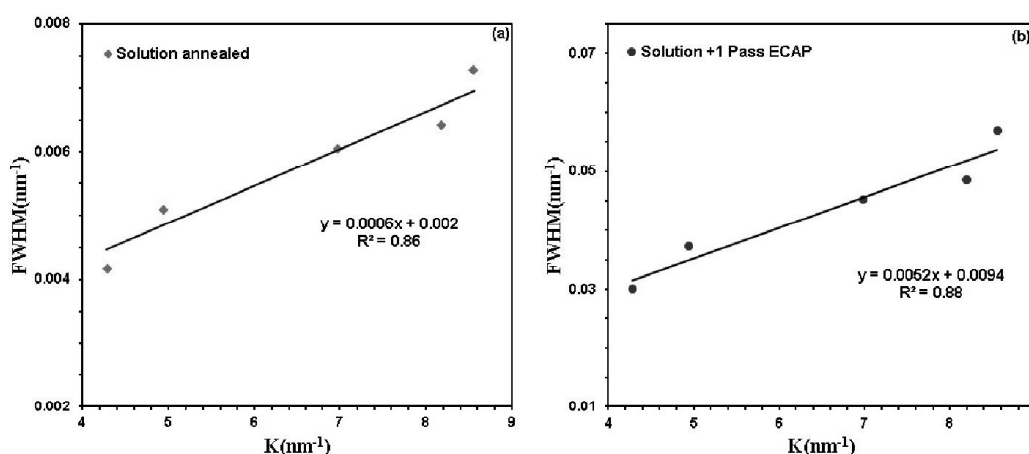 (a)
Solution annealed
0.008
0.006
0.004
0.002
FWHM(nm⁻¹)
y = 0.0006x + 0.002
R² = 0.86
4 5 6 7 8 9
K(nm⁻¹)
(b)
Solution +1 Pass ECAP
0.07
0.05
0.03
0.01
FWHM(nm⁻¹)
y = 0.0052x + 0.0094
R² = 0.88
4 5 6 7 8
K(nm⁻¹)